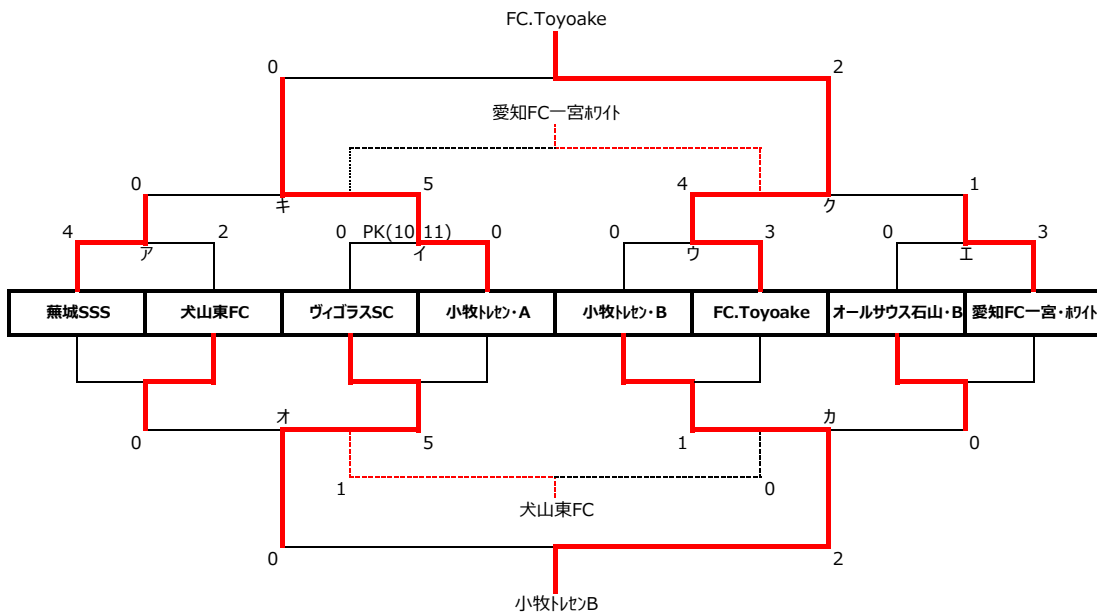 FC.Toyoake
0 2
愛知FC一宮ﾎﾜｲﾄ
0 5 4 1
キ ク
4 2 0 PK(10 11) 0 0 3 0 3
ア イ ウ エ
蕪城SSS 犬山東FC ヴィゴラスSC 小牧ﾄﾚｾﾝ・A 小牧ﾄﾚｾﾝ・B FC.Toyoake オールサウス石山・B 愛知FC一宮・ﾎﾜｲﾄ
オ カ
0 5 1 0
1 0
犬山東FC
0 2
小牧ﾄﾚｾﾝB